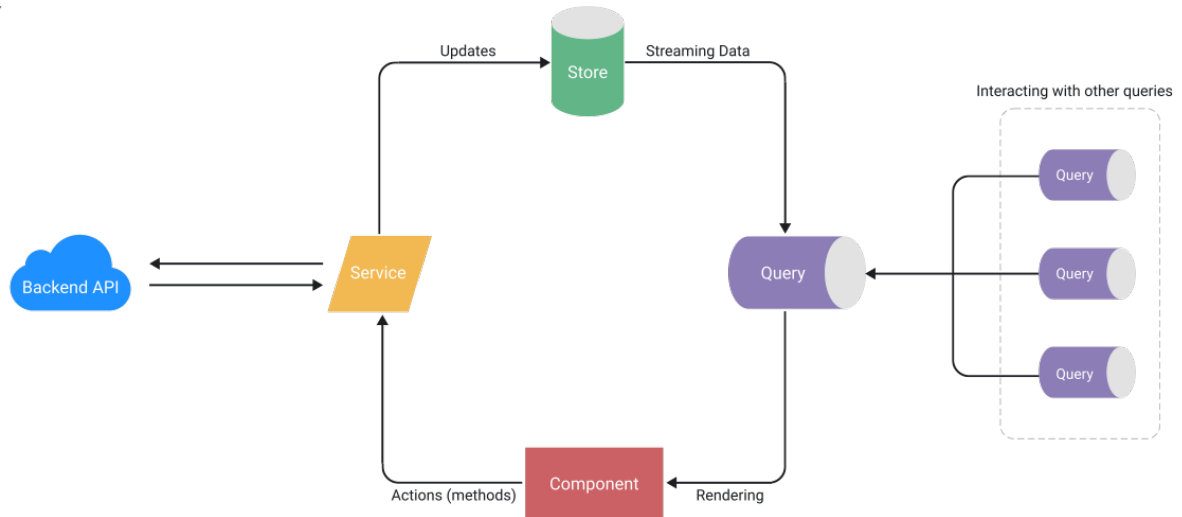 Updates
Store
Streaming Data
Interacting with other queries
Query
Backend API
Service
Query
Query
Query
Actions (methods)
Component
Rendering